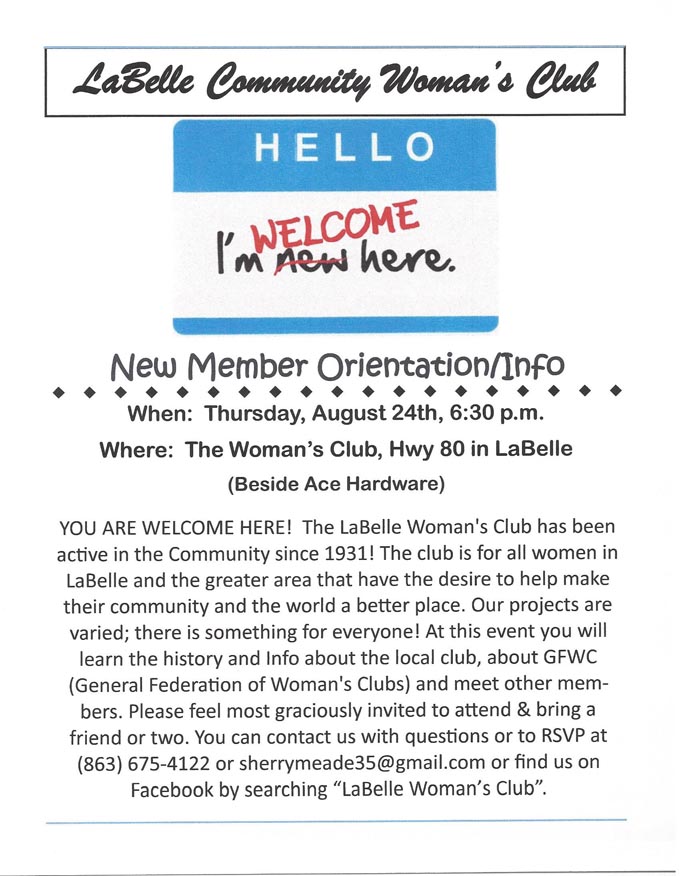 LaBelle Community Woman's Club
HELLO
WELCOME
I'm new here.
New Member Orientation/Info
When: Thursday, August 24th, 6:30 p.m.
Where: The Woman's Club, Hwy 80 in LaBelle
(Beside Ace Hardware)
YOU ARE WELCOME HERE! The LaBelle Woman's Club has been
active in the Community since 1931! The club is for all women in
LaBelle and the greater area that have the desire to help make
their community and the world a better place. Our projects are
varied; there is something for everyone! At this event you will
learn the history and Info about the local club, about GFWC
(General Federation of Woman's Clubs) and meet other mem-
bers. Please feel most graciously invited to attend & bring a
friend or two. You can contact us with questions or to RSVP at
(863) 675-4122 or sherrymeade35@gmail.com or find us on
Facebook by searching “LaBelle Woman's Club”.